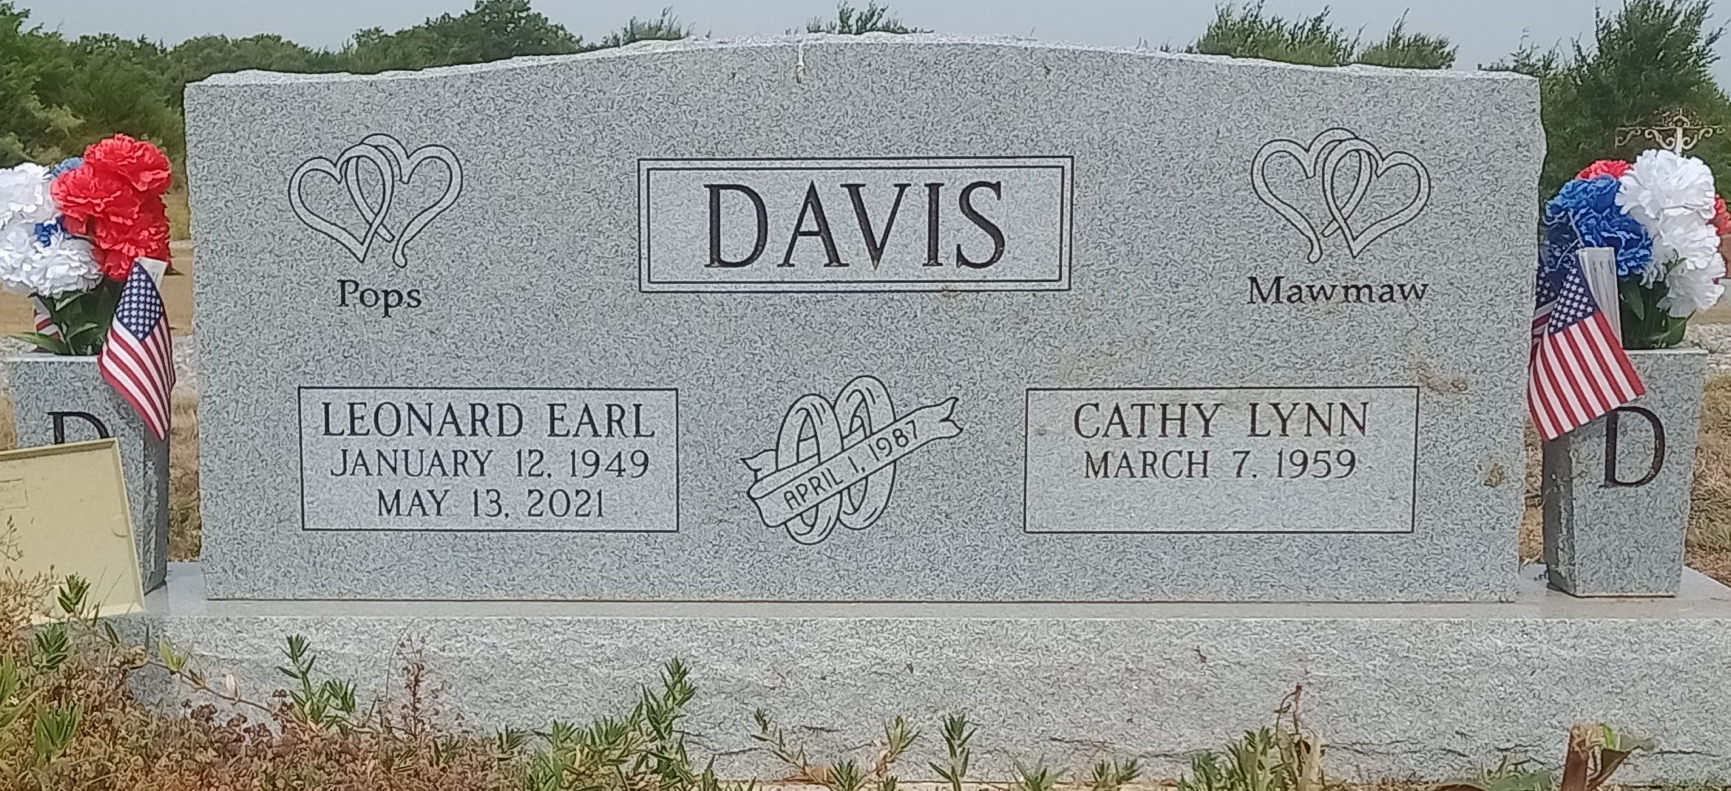 DAVIS
Pops
Mawmaw
LEONARD EARL
JANUARY 12, 1949
MAY 13, 2021
APRIL 1, 1987
CATHY LYNN
MARCH 7, 1959
D
D